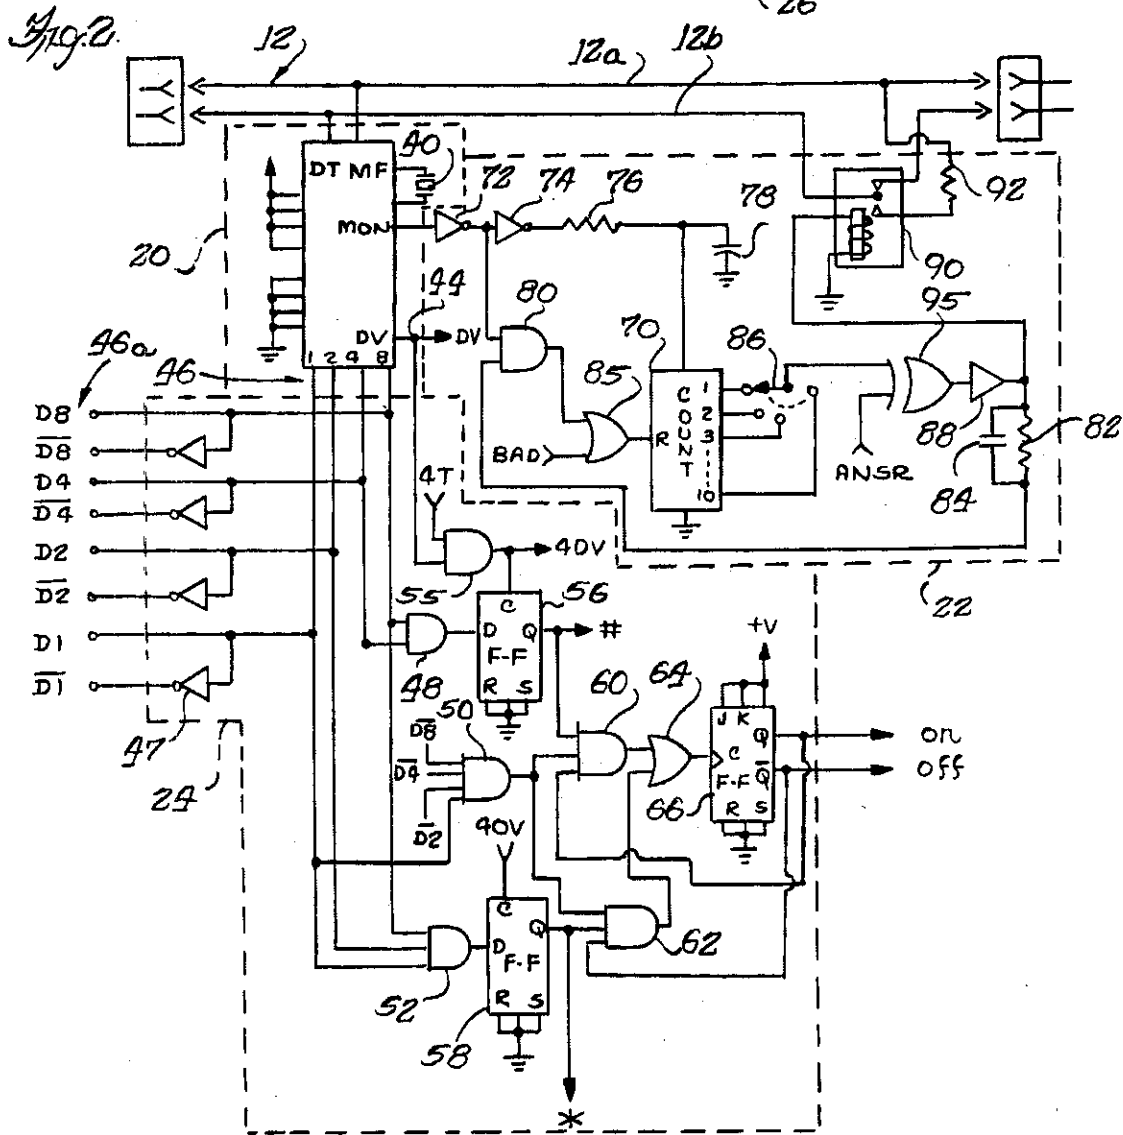 26
Fig.2.
12
12a
12b
DT MF
40
72
74
76
78
92
MON
20
90
44
80
95
DV
DV
70
86
46a
1 2 4 8
46
85
C O U N T
1
2
3
10
R
82
88
D8
D8
BAD
ANSR
84
4T
D4
D4
D2
4DV
55
56
22
D2
C
D Q
#
+V
D1
F-F
R S
48
60
64
D1
50
J K Q
on
47
D8
C
D4
F-F Q
off
24
66
R S
D2
4DV
C
D Q
62
F-F
52
R S
58
*